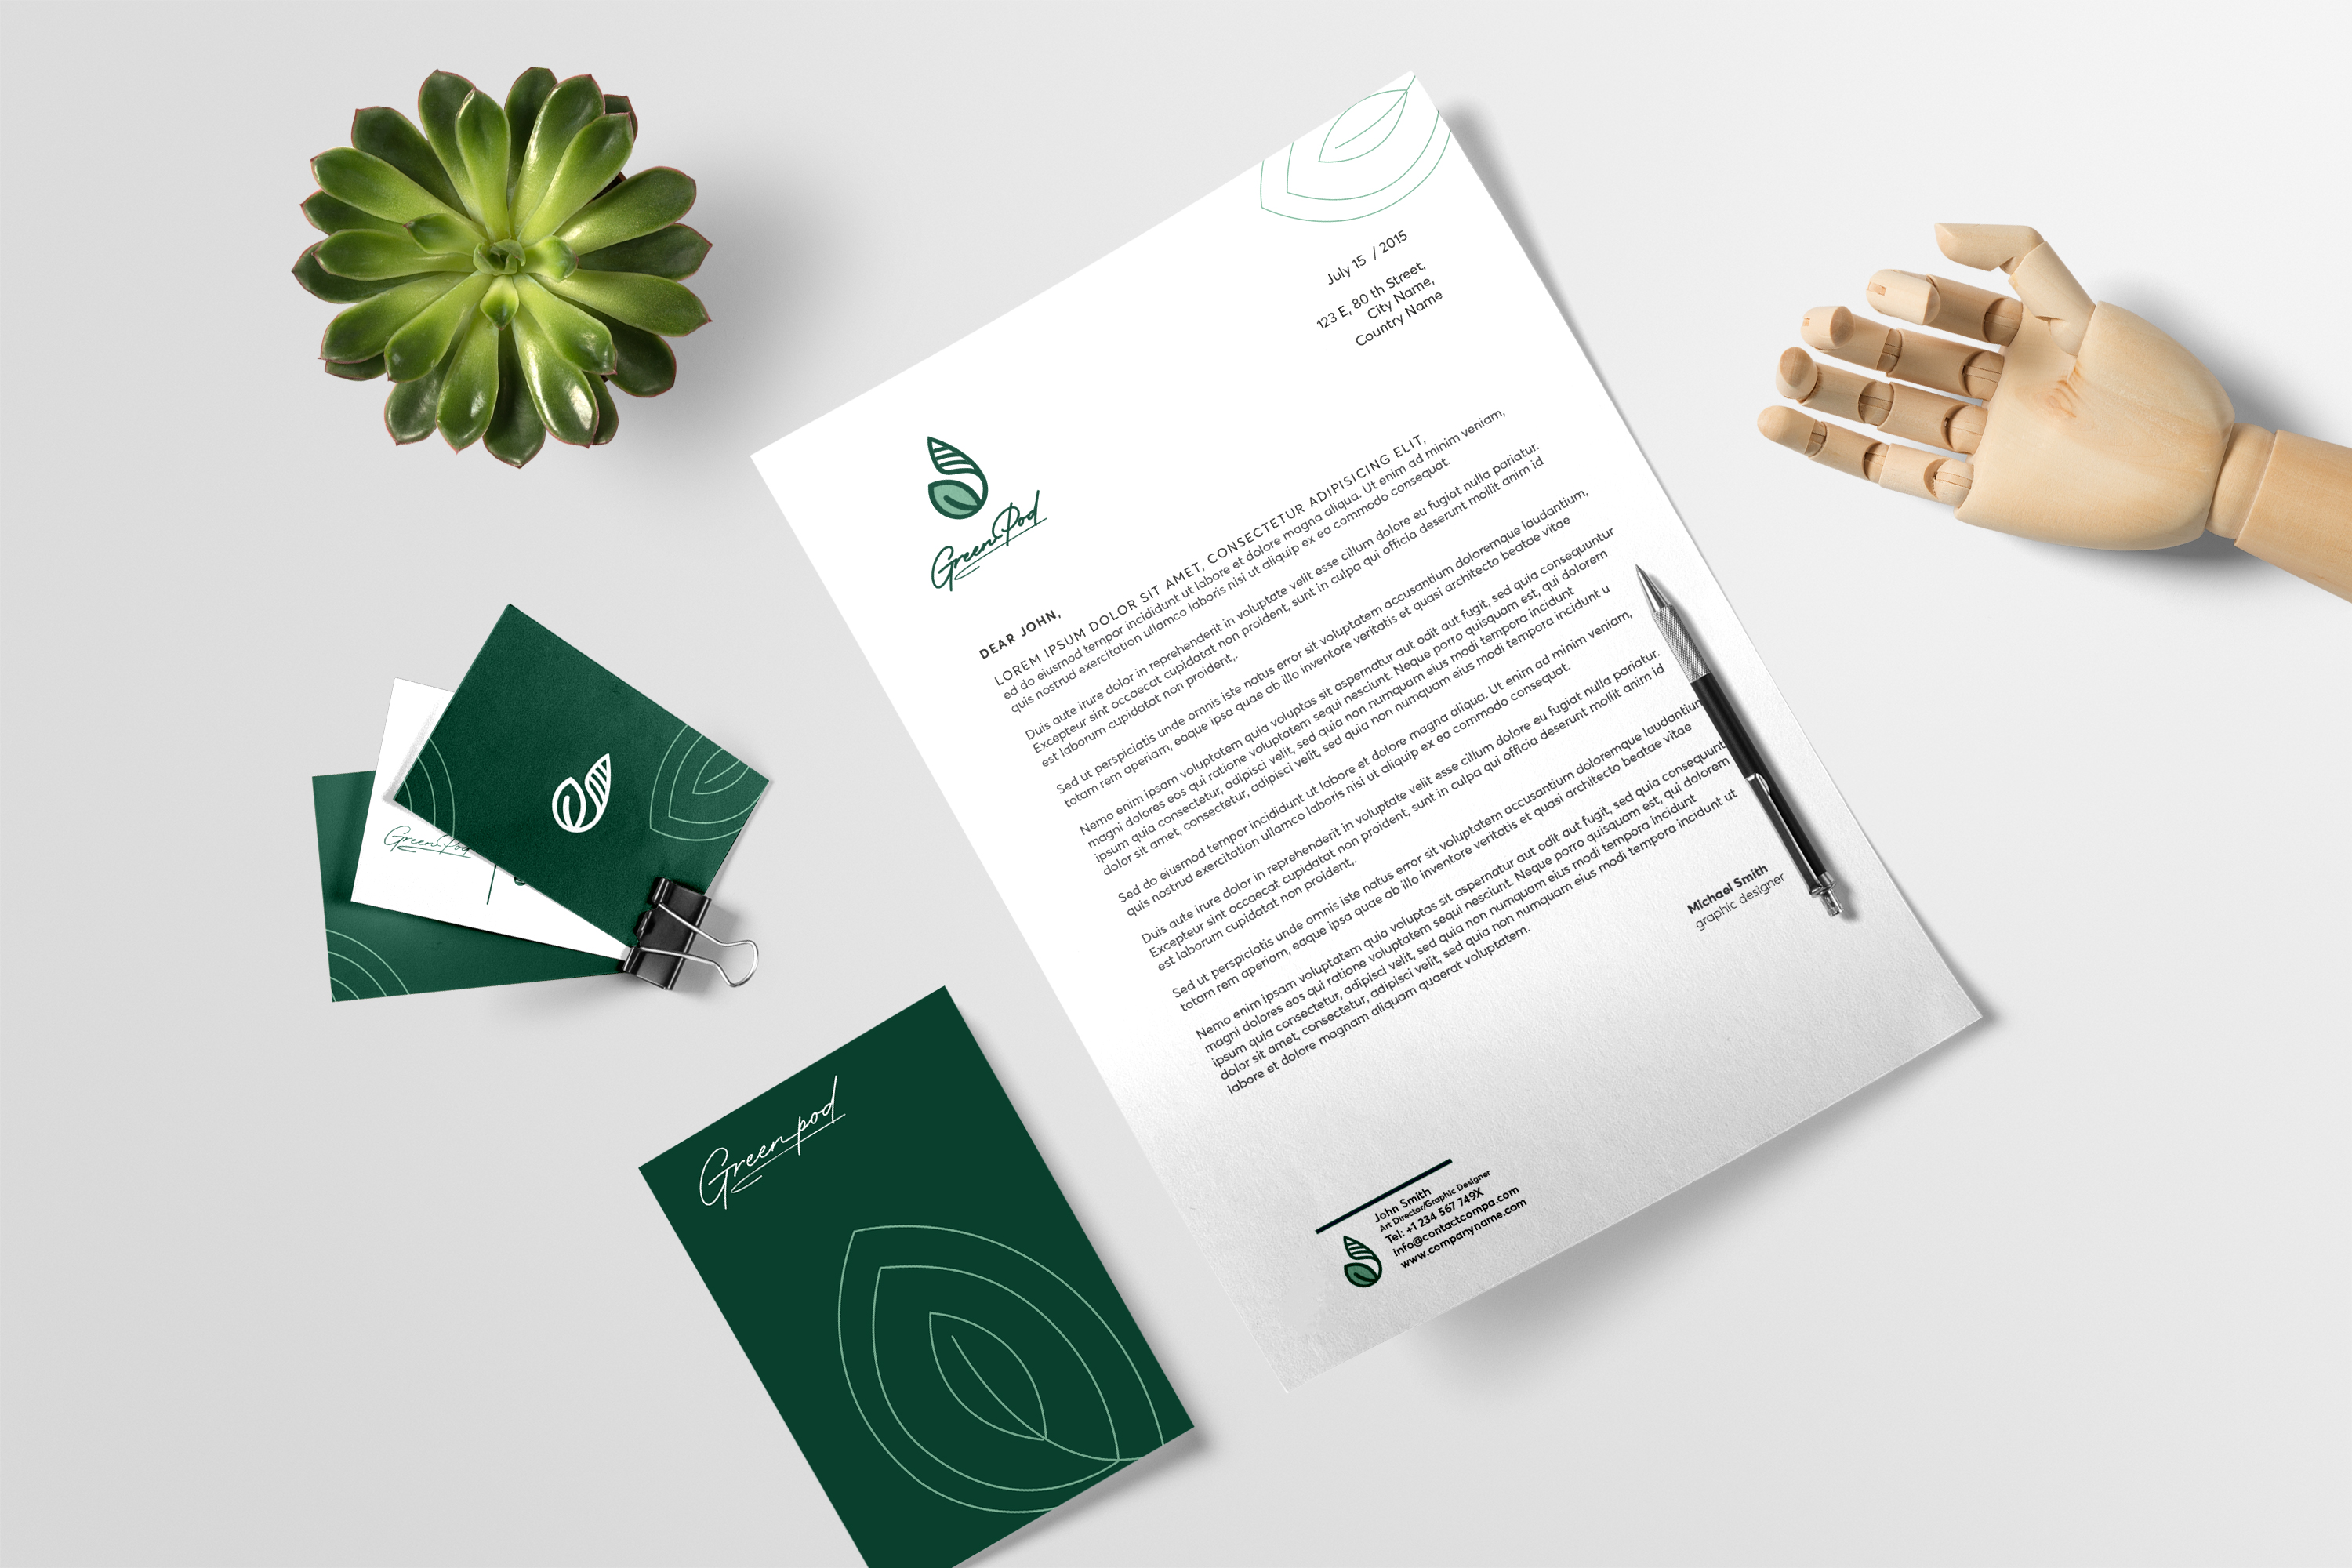 July 15 / 2015
123 E, 80 th Street,
City Name,
Country Name
GreenPod
DEAR JOHN,
LOREM IPSUM DOLOR SIT AMET, CONSECTETUR ADIPISICING ELIT,
ed do eiusmod tempor incididunt ut labore et dolore magna aliqua. Ut enim ad minim veniam,
quis nostrud exercitation ullamco laboris nisi ut aliquip ex ea commodo consequat.
Duis aute irure dolor in reprehenderit in voluptate velit esse cillum dolore eu fugiat nulla pariatur.
Excepteur sint occaecat cupidatat non proident, sunt in culpa qui officia deserunt mollit anim id
est laborum cupidatat non proident,.
Sed ut perspiciatis unde omnis iste natus error sit voluptatem accusantium doloremque laudantium,
totam rem aperiam, eaque ipsa quae ab illo inventore veritatis et quasi architecto beatae vitae
Nemo enim ipsam voluptatem quia voluptas sit aspernatur aut odit aut fugit, sed quia consequuntur
magni dolores eos qui ratione voluptatem sequi nesciunt. Neque porro quisquam est, qui dolorem
ipsum quia consectetur, adipisci velit, sed quia non numquam eius modi tempora incidunt
dolor sit amet, consectetur, adipisci velit, sed quia non numquam eius modi tempora incidunt u
Sed do eiusmod tempor incididunt ut labore et dolore magna aliqua. Ut enim ad minim veniam,
quis nostrud exercitation ullamco laboris nisi ut aliquip ex ea commodo consequat.
Duis aute irure dolor in reprehenderit in voluptate velit esse cillum dolore eu fugiat nulla pariatur.
Excepteur sint occaecat cupidatat non proident, sunt in culpa qui officia deserunt mollit anim id
est laborum cupidatat non proident,.
Sed ut perspiciatis unde omnis iste natus error sit voluptatem accusantium doloremque laudantium
totam rem aperiam, eaque ipsa quae ab illo inventore veritatis et quasi architecto beatae vitae
Nemo enim ipsam voluptatem quia voluptas sit aspernatur aut odit aut fugit, sed quia consequunt
magni dolores eos qui ratione voluptatem sequi nesciunt. Neque porro quisquam est, qui dolorem
ipsum quia consectetur, adipisci velit, sed quia non numquam eius modi tempora incidunt
dolor sit amet, consectetur, adipisci velit, sed quia non numquam eius modi tempora incidunt ut
labore et dolore magnam aliquam quaerat voluptatem.
Michael Smith
graphic designer
John Smith
Art Director/Graphic Designer
Tel: +1 234 567 749X
info@contactcompa.com
www.companyname.com
GreenPod
Greenpod